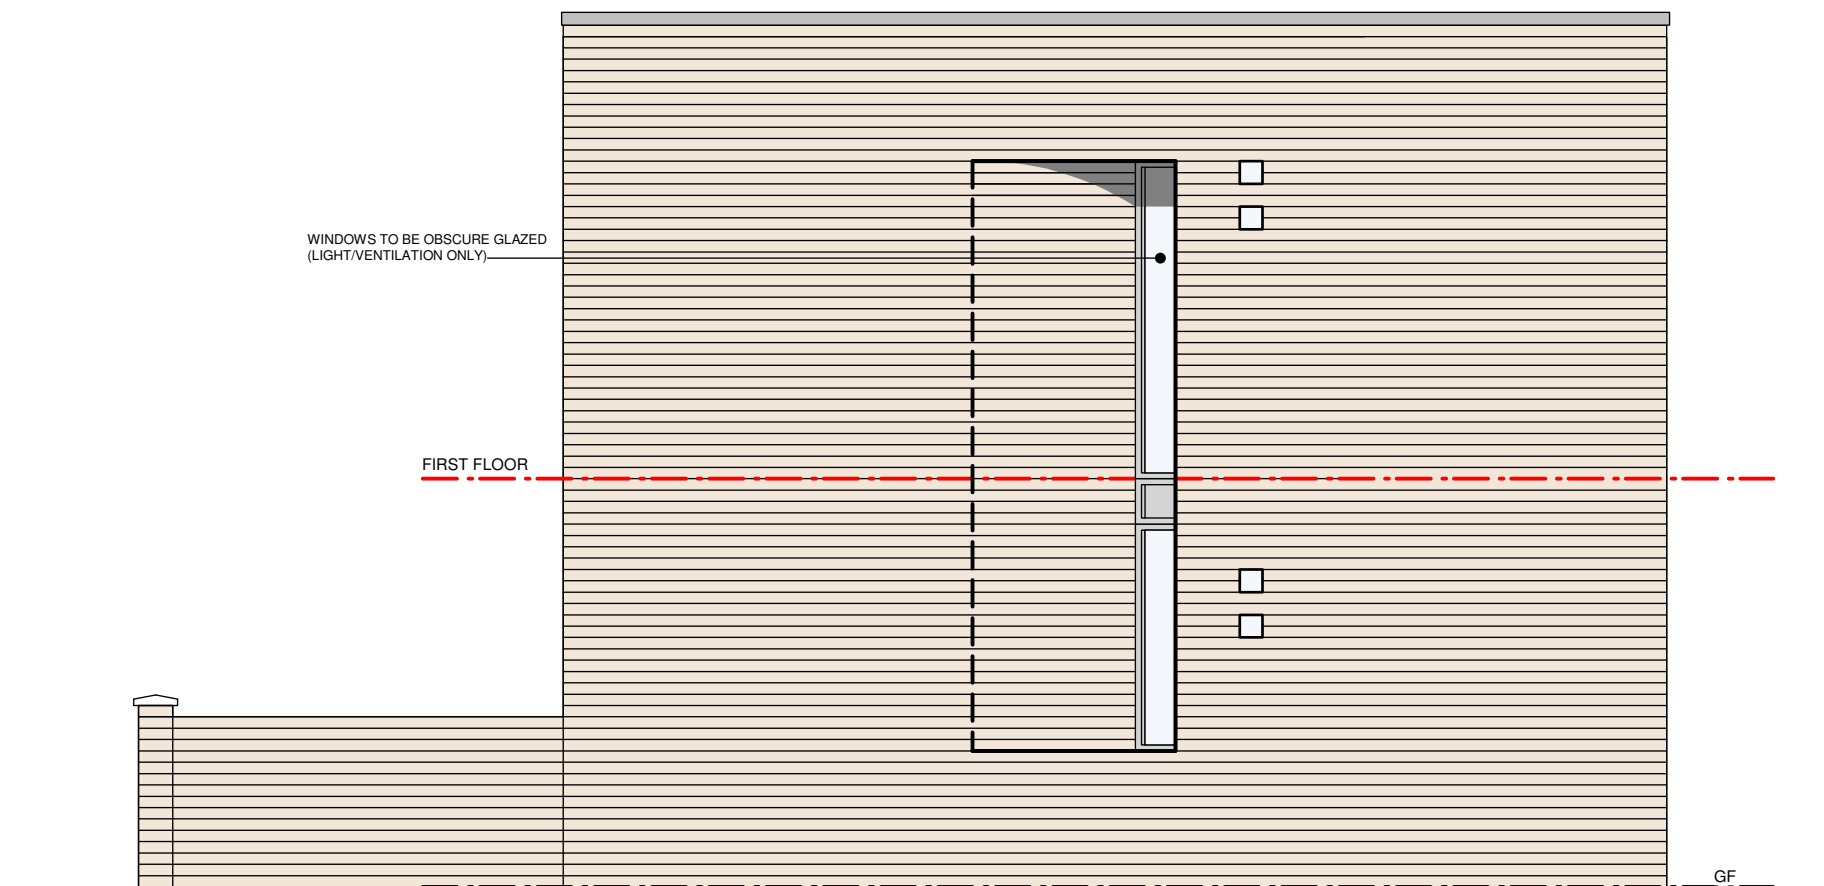 WINDOWS TO BE OBSCURE GLAZED
(LIGHT/VENTILATION ONLY)
FIRST FLOOR
GF